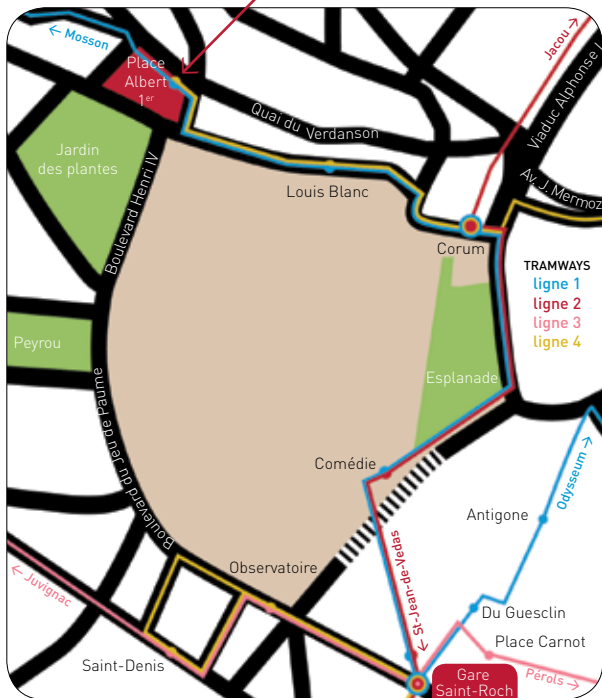 ← Mosson
Place
Albert
1er
Jacou →
Viaduc Alphonse
Quai du Verdanson
Jardin
des plantes
Boulevard Henri IV
Louis Blanc
Av. J. Mermoz
Corum
TRAMWAYS
ligne 1
ligne 2
ligne 3
ligne 4
Peyrou
Esplanade
Boulevard du Jeu de Paume
Comédie
Odysseum →
Antigone
St-Jean-de-Vedas →
Observatoire
← Juvignac
Du Guesclin
Place Carnot
Saint-Denis
Gare
Saint-Roch
Pérols →